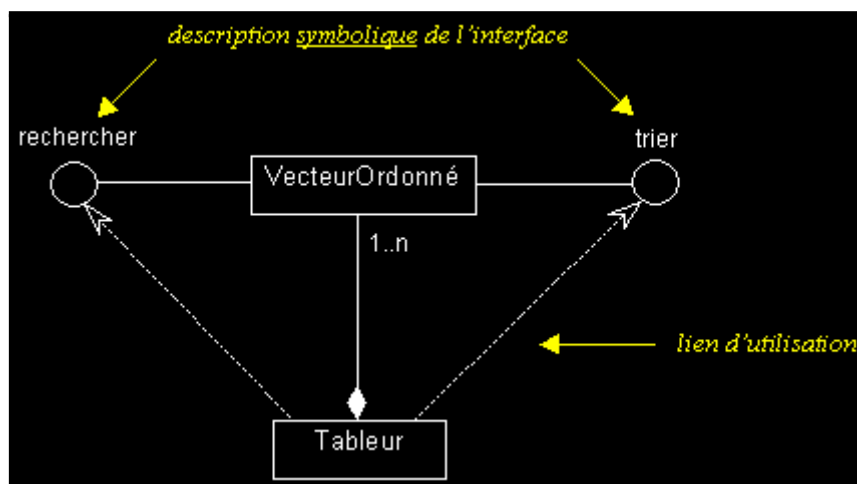 description symbolique de l'interface
rechercher
trier
VecteurOrdonné
1..n
lien d'utilisation
Tableur